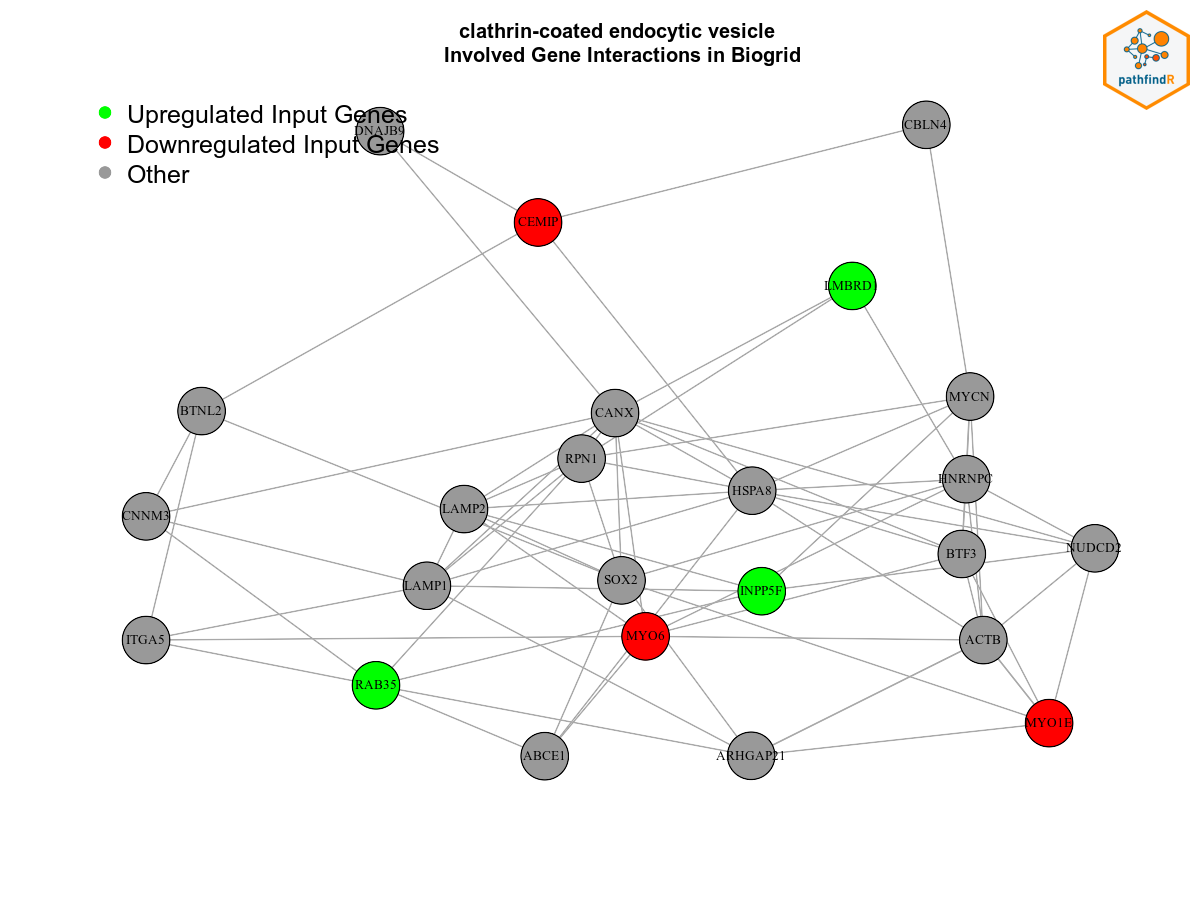 clathrin-coated endocytic vesicle
Involved Gene Interactions in Biogrid
pathfindR
Upregulated Input Genes
Downregulated Input Genes
Other
DNAJB9
CBLN4
CEMIP
LMBRD
BTNL2
CANX
MYCN
RPN1
HSPA8
HNRNPC
LAMP2
CNNM3
NUDCD2
BTF3
LAMP1
SOX2
INPP5F
ITGA5
MYO6
ACTB
RAB35
MYO1E
ABCE1
ARHGAP21